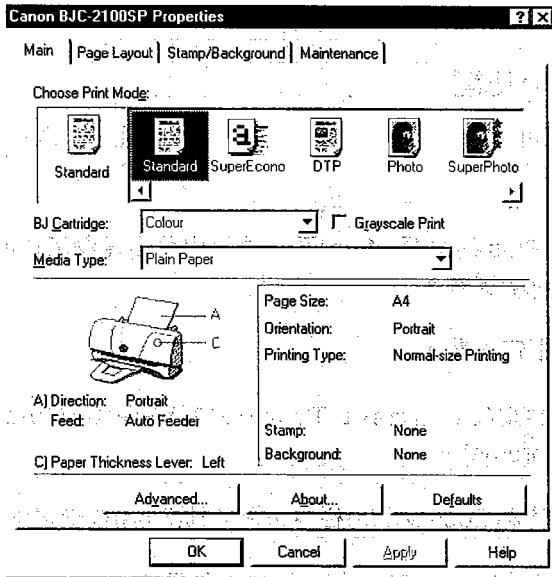 Canon BJC-2100SP Properties ? ×
Main Page Layout Stamp/Background Maintenance
Choose Print Mode:
Standard Standard SuperEcono DTP Photo SuperPhoto
BJ Cartridge: Colour Grayscale Print
Media Type: Plain Paper
A
C
A) Direction: Portrait
Feed: Auto Feeder
C) Paper Thickness Lever: Left
Page Size: A4
Orientation: Portrait
Printing Type: Normal-size Printing
Stamp: None
Background: None
Advanced... About... Defaults
OK Cancel Apply Help